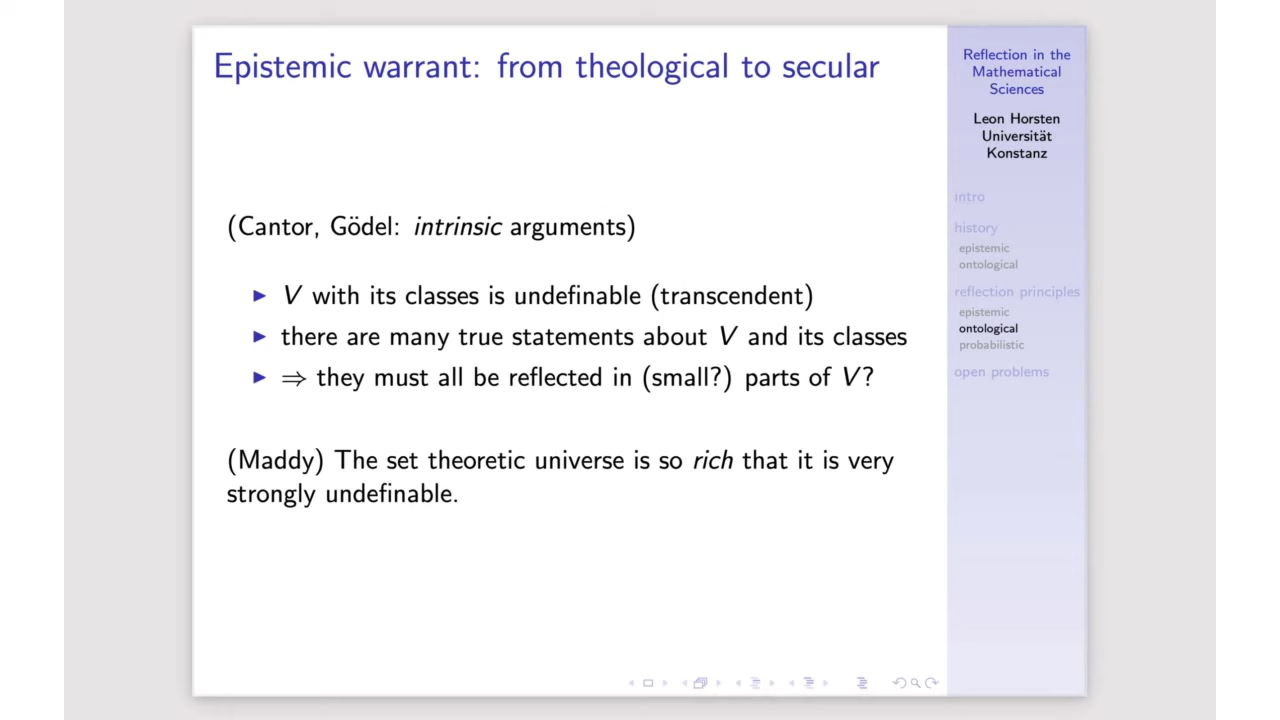 Epistemic warrant: from theological to secular
(Cantor, Gödel: intrinsic arguments)
▶ V with its classes is undefinable (transcendent)
▶ there are many true statements about V and its classes
▶ ⇒ they must all be reflected in (small?) parts of V?
(Maddy) The set theoretic universe is so rich that it is very
strongly undefinable.
Reflection in the
Mathematical
Sciences
Leon Horsten
Universität
Konstanz
intro
history
epistemic
ontological
reflection principles
epistemic
ontological
probabilistic
open problems